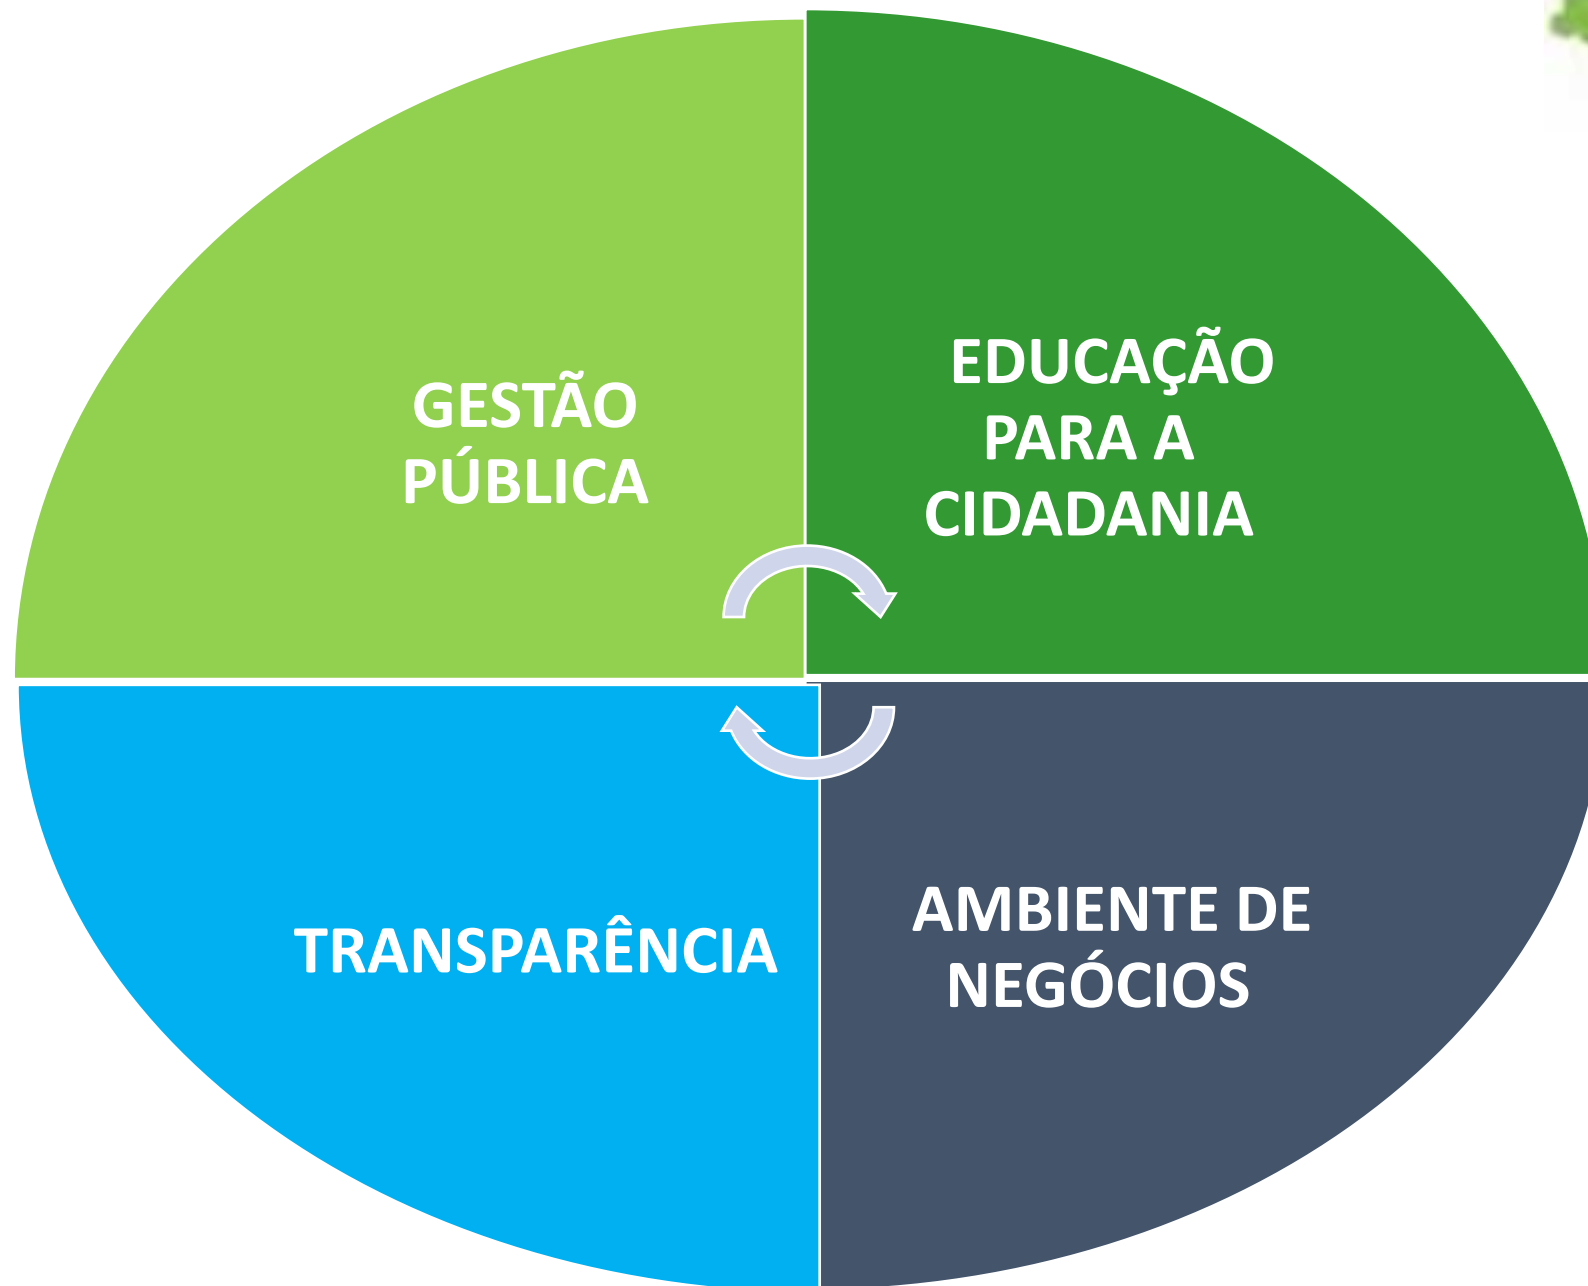 GESTÃO
PÚBLICA
EDUCAÇÃO
PARA A
CIDADANIA
TRANSPARÊNCIA
AMBIENTE DE
NEGÓCIOS